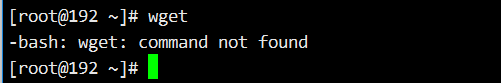 [root@192 ~]# wget
-bash: wget: command not found
[root@192 ~]#